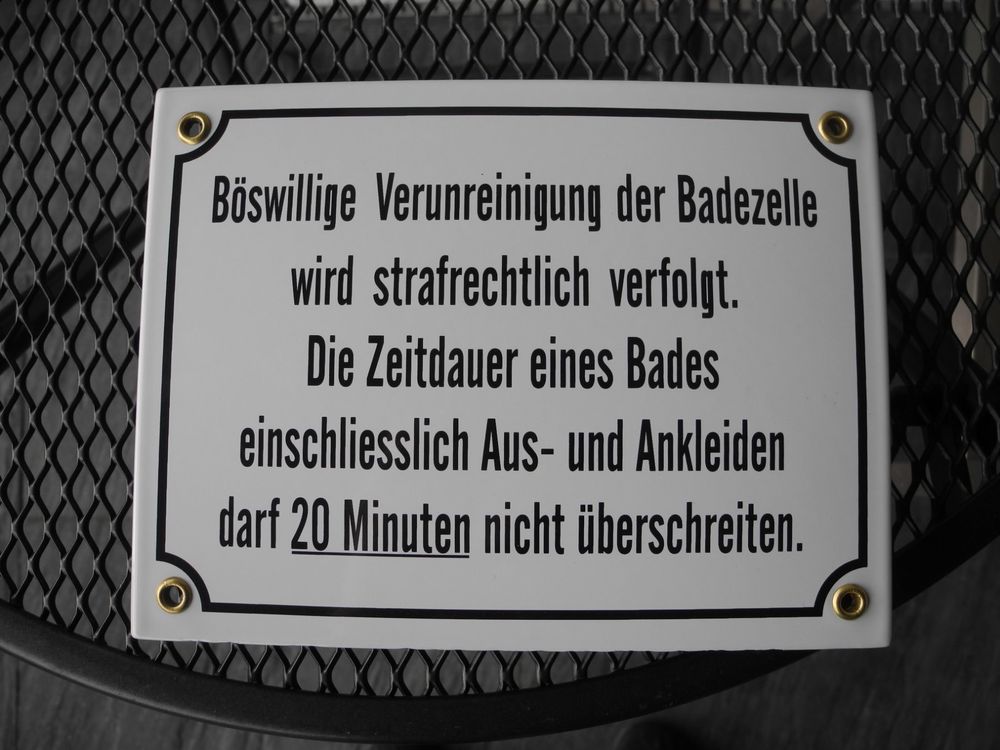 Böswillige Verunreinigung der Badezelle
wird strafrechtlich verfolgt.
Die Zeitdauer eines Bades
einschliesslich Aus- und Ankleiden
darf 20 Minuten nicht überschreiten.